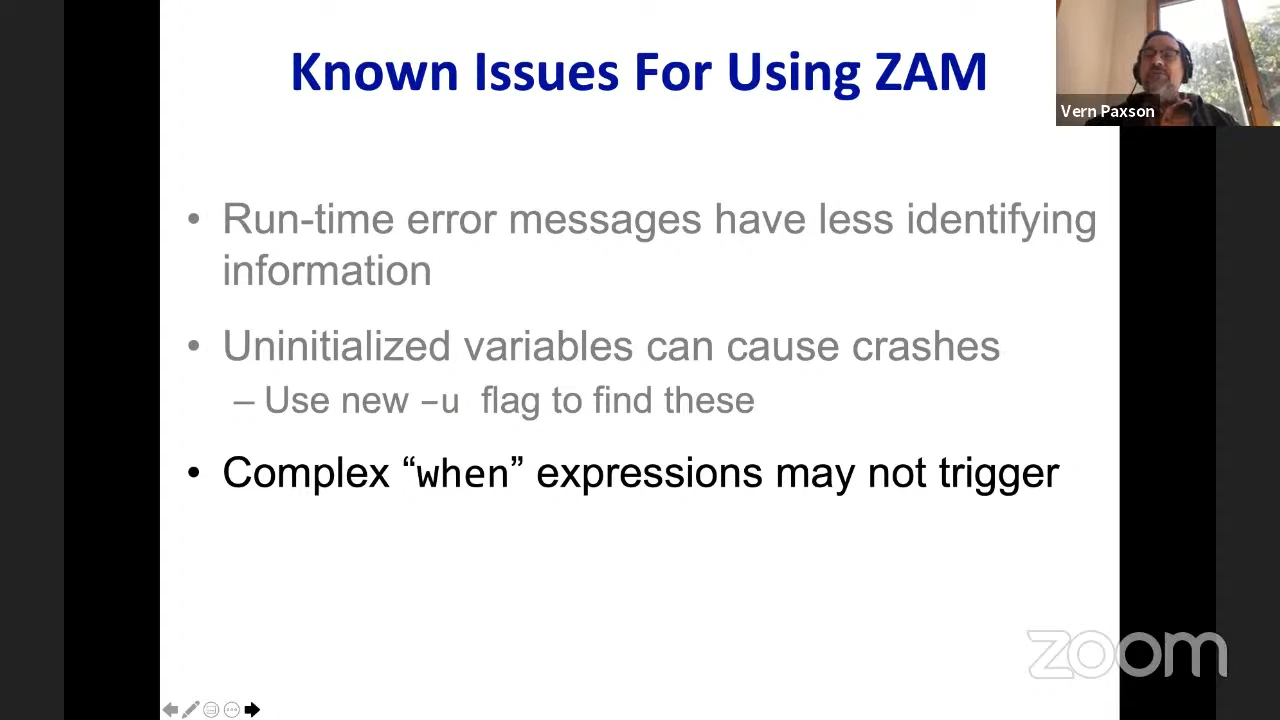 Known Issues For Using ZAM
Vern Paxson
• Run-time error messages have less identifying
information
• Uninitialized variables can cause crashes
– Use new –u flag to find these
• Complex “when” expressions may not trigger
zoom